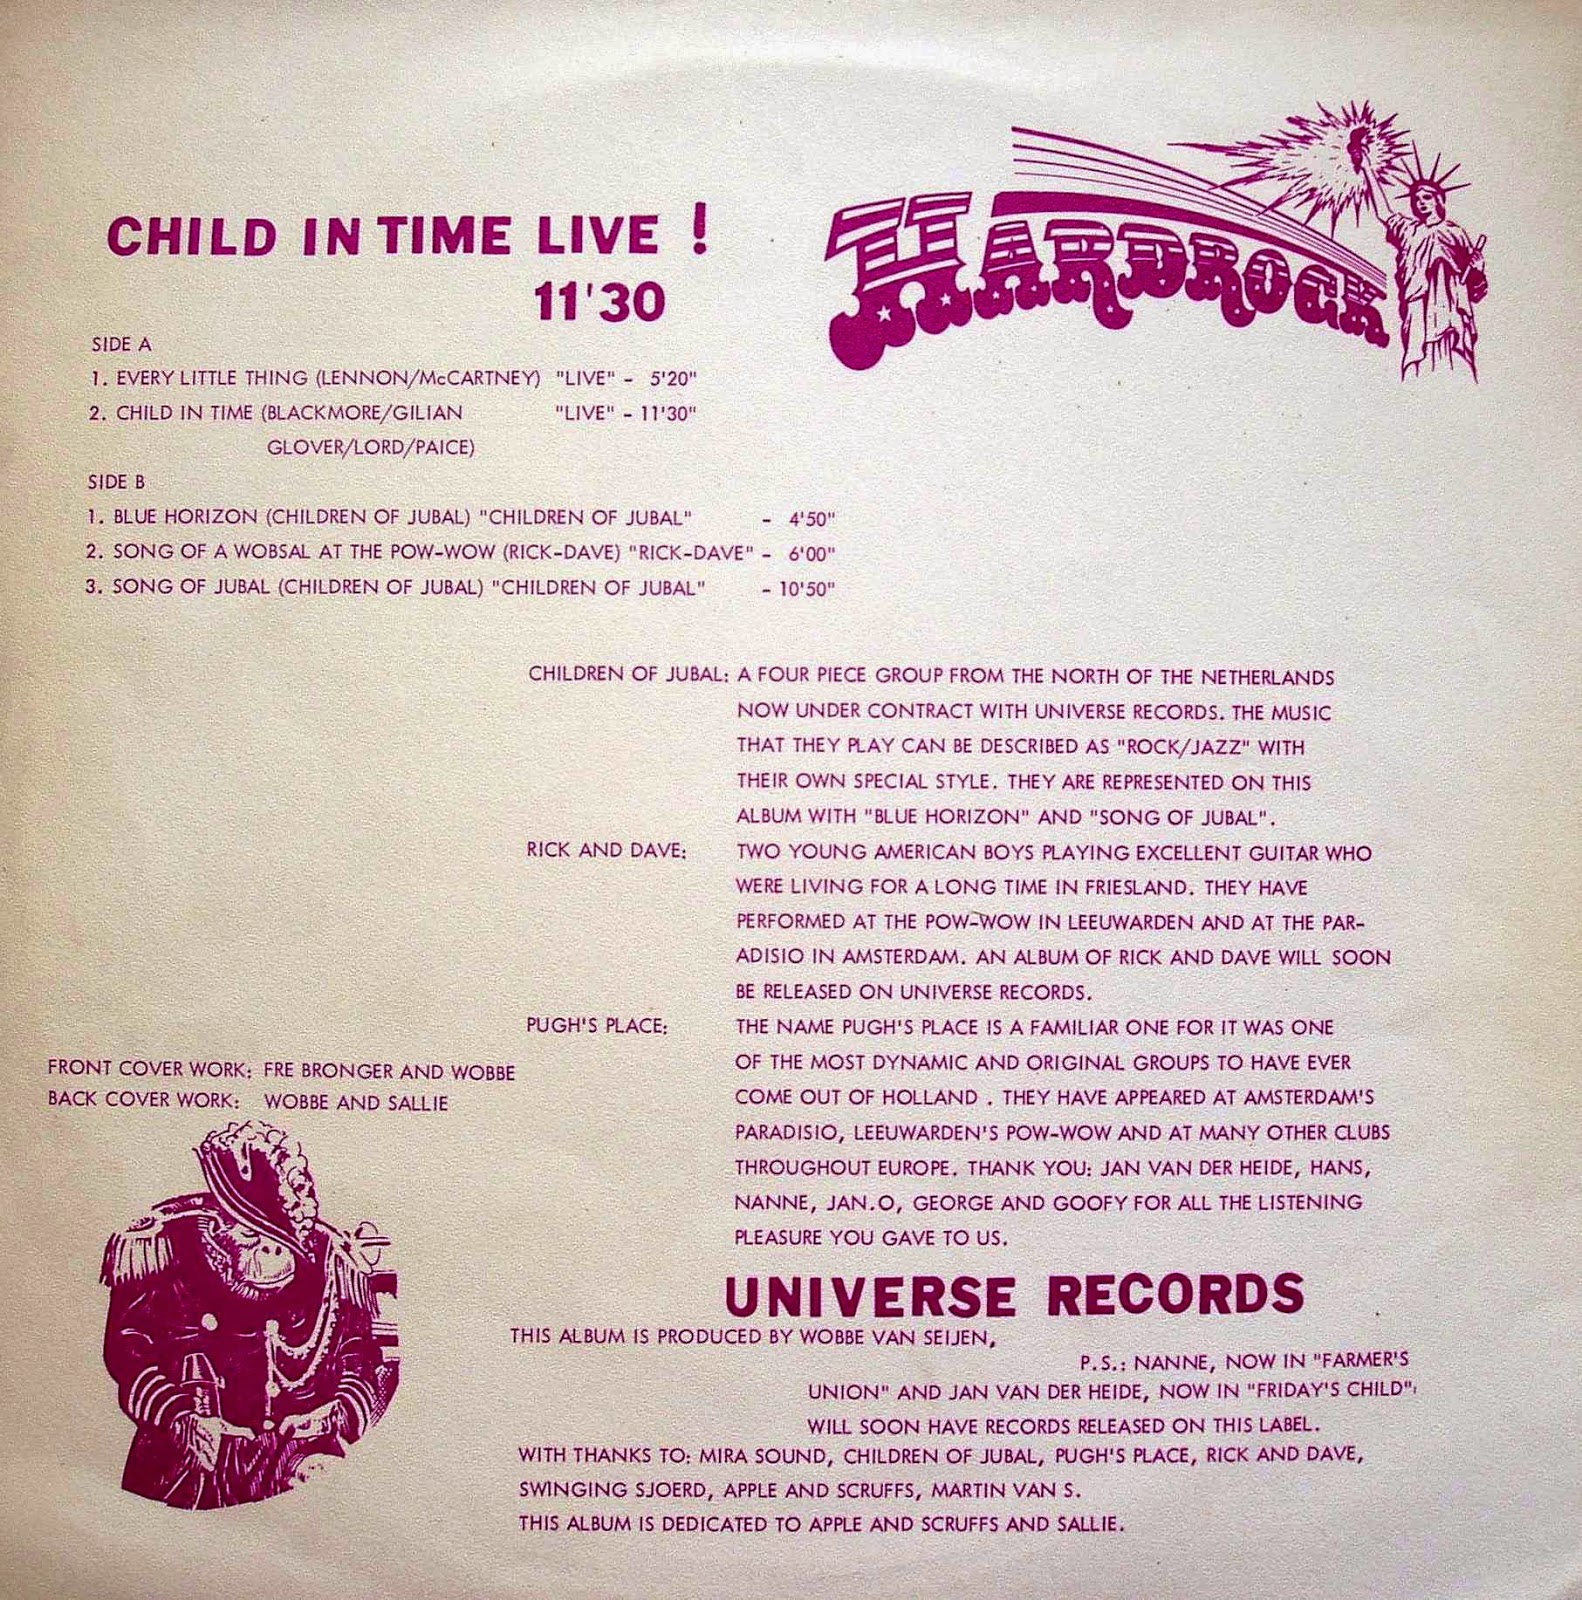 HARDROCK
CHILD IN TIME LIVE !
11'30
SIDE A
1. EVERY LITTLE THING (LENNON/McCARTNEY) "LIVE" - 5'20"
2. CHILD IN TIME (BLACKMORE/GILIAN "LIVE" - 11'30"
GLOVER/LORD/PAICE)
SIDE B
1. BLUE HORIZON (CHILDREN OF JUBAL) "CHILDREN OF JUBAL" - 4'50"
2. SONG OF A WOBSAL AT THE POW-WOW (RICK-DAVE) "RICK-DAVE" - 6'00"
3. SONG OF JUBAL (CHILDREN OF JUBAL) "CHILDREN OF JUBAL" - 10'50"
CHILDREN OF JUBAL: A FOUR PIECE GROUP FROM THE NORTH OF THE NETHERLANDS
NOW UNDER CONTRACT WITH UNIVERSE RECORDS. THE MUSIC
THAT THEY PLAY CAN BE DESCRIBED AS "ROCK/JAZZ" WITH
THEIR OWN SPECIAL STYLE. THEY ARE REPRESENTED ON THIS
ALBUM WITH "BLUE HORIZON" AND "SONG OF JUBAL".
RICK AND DAVE: TWO YOUNG AMERICAN BOYS PLAYING EXCELLENT GUITAR WHO
WERE LIVING FOR A LONG TIME IN FRIESLAND. THEY HAVE
PERFORMED AT THE POW-WOW IN LEEUWARDEN AND AT THE PAR-
ADISIO IN AMSTERDAM. AN ALBUM OF RICK AND DAVE WILL SOON
BE RELEASED ON UNIVERSE RECORDS.
PUGH'S PLACE: THE NAME PUGH'S PLACE IS A FAMILIAR ONE FOR IT WAS ONE
OF THE MOST DYNAMIC AND ORIGINAL GROUPS TO HAVE EVER
COME OUT OF HOLLAND . THEY HAVE APPEARED AT AMSTERDAM'S
PARADISIO, LEEUWARDEN'S POW-WOW AND AT MANY OTHER CLUBS
THROUGHOUT EUROPE. THANK YOU: JAN VAN DER HEIDE, HANS,
NANNE, JAN.O, GEORGE AND GOOFY FOR ALL THE LISTENING
PLEASURE YOU GAVE TO US.
FRONT COVER WORK: FRE BRONGER AND WOBBE
BACK COVER WORK: WOBBE AND SALLIE
UNIVERSE RECORDS
THIS ALBUM IS PRODUCED BY WOBBE VAN SEIJEN,
P.S.: NANNE, NOW IN "FARMER'S
UNION" AND JAN VAN DER HEIDE, NOW IN "FRIDAY'S CHILD",
WILL SOON HAVE RECORDS RELEASED ON THIS LABEL.
WITH THANKS TO: MIRA SOUND, CHILDREN OF JUBAL, PUGH'S PLACE, RICK AND DAVE,
SWINGING SJOERD, APPLE AND SCRUFFS, MARTIN VAN S.
THIS ALBUM IS DEDICATED TO APPLE AND SCRUFFS AND SALLIE.